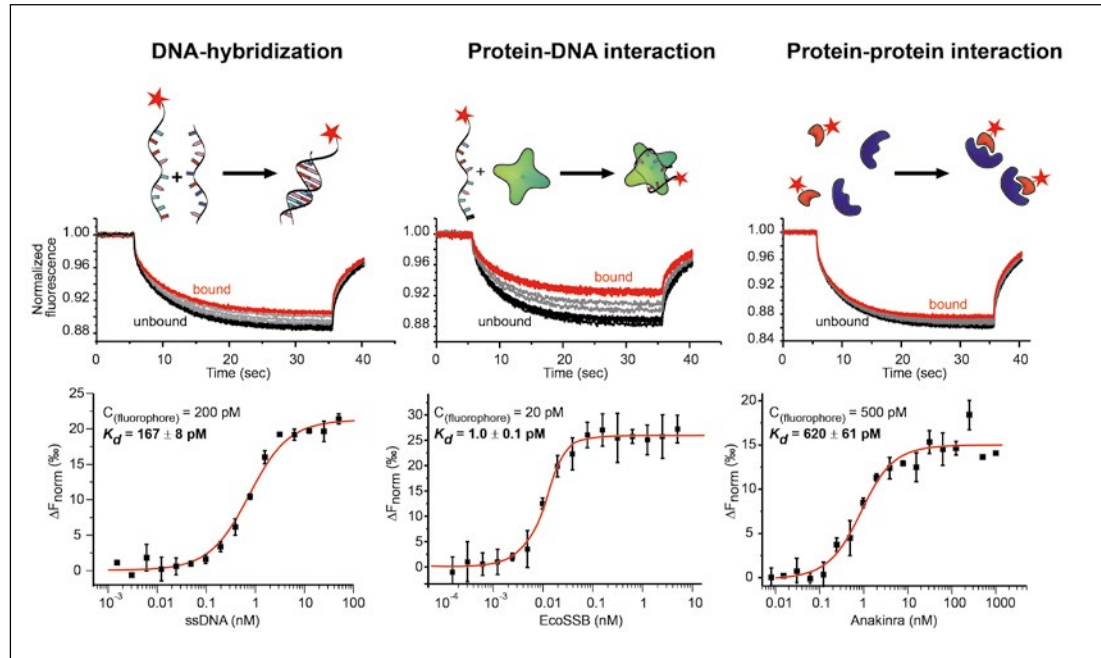 DNA-hybridization
Protein-DNA interaction
Protein-protein interaction
+
+
Normalized
fluorescence
1.00
0.96
0.92
0.88
bound
unbound
0 10 20 30 40
Time (sec)
1.00
0.96
0.92
0.88
bound
unbound
0 10 20 30 40
Time (sec)
1.00
0.96
0.92
0.88
0.84
bound
unbound
0 10 20 30 40
Time (sec)
ΔFnorm (‰)
25
20
15
10
5
0
C(fluorophore) = 200 pM
Kd = 167 ± 8 pM
10⁻³ 0.01 0.1 1 10 100
ssDNA (nM)
ΔFnorm (‰)
30
25
20
15
10
5
0
C(fluorophore) = 20 pM
Kd = 1.0 ± 0.1 pM
10⁻⁴ 10⁻³ 0.01 0.1 1 10
EcoSSB (nM)
ΔFnorm (‰)
20
15
10
5
0
C(fluorophore) = 500 pM
Kd = 620 ± 61 pM
0.01 0.1 1 10 100 1000
Anakinra (nM)